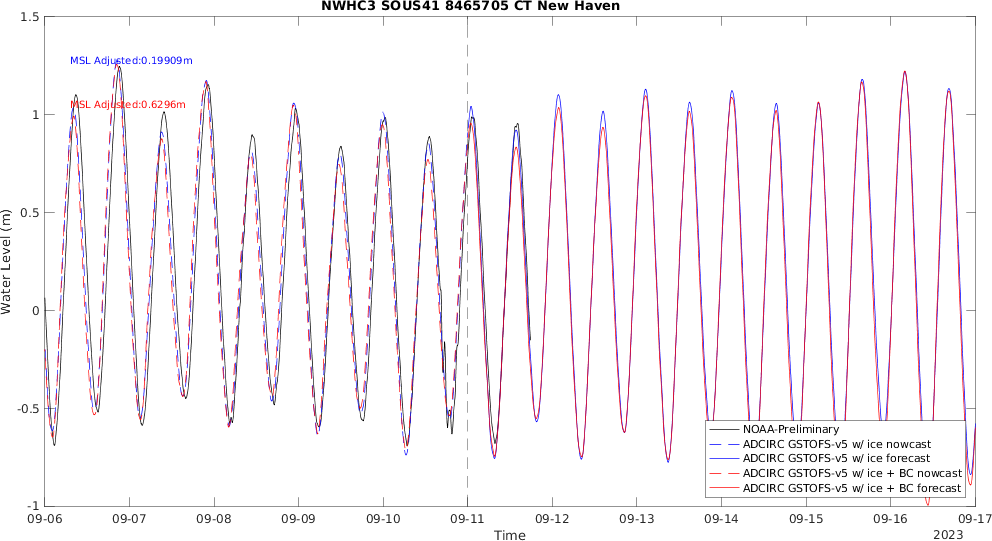 NWHC3 SOUS41 8465705 CT New Haven
1.5
1
0.5
0
-0.5
-1
Water Level (m)
MSL Adjusted:0.19909m
MSL Adjusted:0.6296m
NOAA-Preliminary
ADCIRC GSTOFS-v5 w/ ice nowcast
ADCIRC GSTOFS-v5 w/ ice forecast
ADCIRC GSTOFS-v5 w/ ice + BC nowcast
ADCIRC GSTOFS-v5 w/ ice + BC forecast
09-06 09-07 09-08 09-09 09-10 09-11 09-12 09-13 09-14 09-15 09-16 09-17
Time
2023